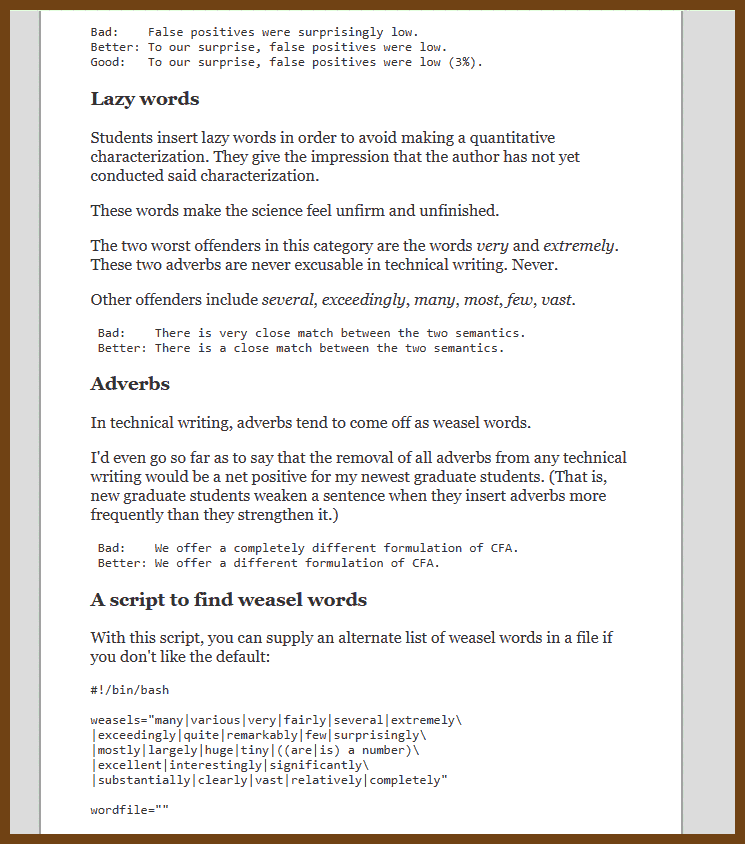 Bad:    False positives were surprisingly low.
Better: To our surprise, false positives were low.
Good:   To our surprise, false positives were low (3%).
Lazy words
Students insert lazy words in order to avoid making a quantitative
characterization. They give the impression that the author has not yet
conducted said characterization.
These words make the science feel unfirm and unfinished.
The two worst offenders in this category are the words very and extremely.
These two adverbs are never excusable in technical writing. Never.
Other offenders include several, exceedingly, many, most, few, vast.
Bad:    There is very close match between the two semantics.
Better: There is a close match between the two semantics.
Adverbs
In technical writing, adverbs tend to come off as weasel words.
I'd even go so far as to say that the removal of all adverbs from any technical
writing would be a net positive for my newest graduate students. (That is,
new graduate students weaken a sentence when they insert adverbs more
frequently than they strengthen it.)
Bad:    We offer a completely different formulation of CFA.
Better: We offer a different formulation of CFA.
A script to find weasel words
With this script, you can supply an alternate list of weasel words in a file if
you don't like the default:
#!/bin/bash
weasels="many|various|very|fairly|several|extremely\
|exceedingly|quite|remarkably|few|surprisingly\
|mostly|largely|huge|tiny|((are|is) a number)\
|excellent|interestingly|significantly\
|substantially|clearly|vast|relatively|completely"
wordfile=""